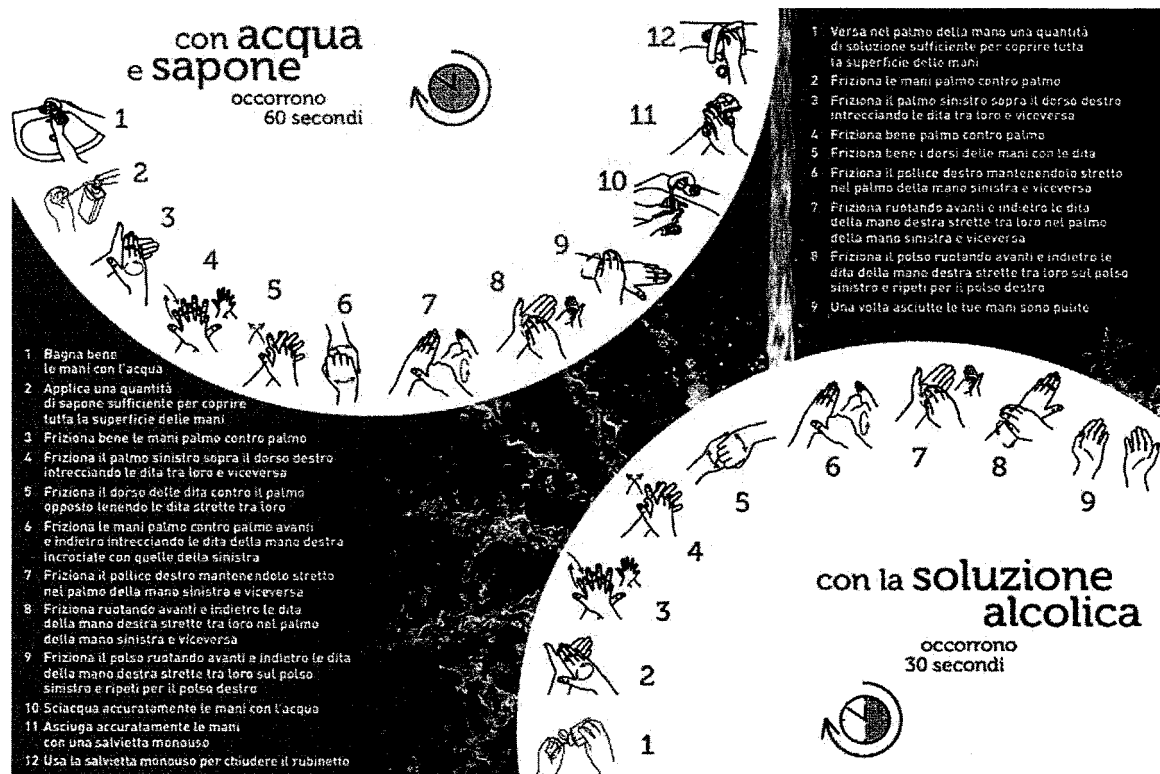 con acqua
e sapone
occorrono
60 secondi
1
2
3
4
5
6
7
8
9
10
11
12
1 Bagna bene
le mani con l'acqua
2 Applica una quantità
di sapone sufficiente per coprire
tutta la superficie delle mani
3 Friziona bene le mani palmo contro palmo
4 Friziona il palmo sinistro sopra il dorso destro
intrecciando le dita tra loro e viceversa
5 Friziona il dorso delle dita contro il palmo
opposto tenendo le dita strette tra loro
6 Friziona le mani palmo contro palmo avanti
e indietro intrecciando le dita della mano destra
incrociate con quelle della sinistra
7 Friziona il pollice destro mantenendolo stretto
nel palmo della mano sinistra e viceversa
8 Friziona ruotando avanti e indietro le dita
della mano destra strette tra loro nel palmo
della mano sinistra e viceversa
9 Friziona il polso ruotando avanti e indietro le dita
della mano destra strette tra loro sul polso
sinistro e ripeti per il polso destro
10 Sciacqua accuratamente le mani con l'acqua
11 Asciuga accuratamente le mani
con una salvietta monouso
12 Usa la salvietta monouso per chiudere il rubinetto
1 Versa nel palmo della mano una quantità
di soluzione sufficiente per coprire tutta
la superficie delle mani
2 Friziona le mani palmo contro palmo
3 Friziona il palmo sinistro sopra il dorso destro
intrecciando le dita tra loro e viceversa
4 Friziona bene palmo contro palmo
5 Friziona bene i dorsi delle mani con le dita
6 Friziona il pollice destro mantenendolo stretto
nel palmo della mano sinistra e viceversa
7 Friziona ruotando avanti e indietro le dita
della mano destra strette tra loro nel palmo
della mano sinistra e viceversa
8 Friziona il polso ruotando avanti e indietro le
dita della mano destra strette tra loro sul polso
sinistro e ripeti per il polso destro
9 Una volta asciutte le tue mani sono pulite
con la soluzione
alcolica
occorrono
30 secondi
1
2
3
4
5
6
7
8
9